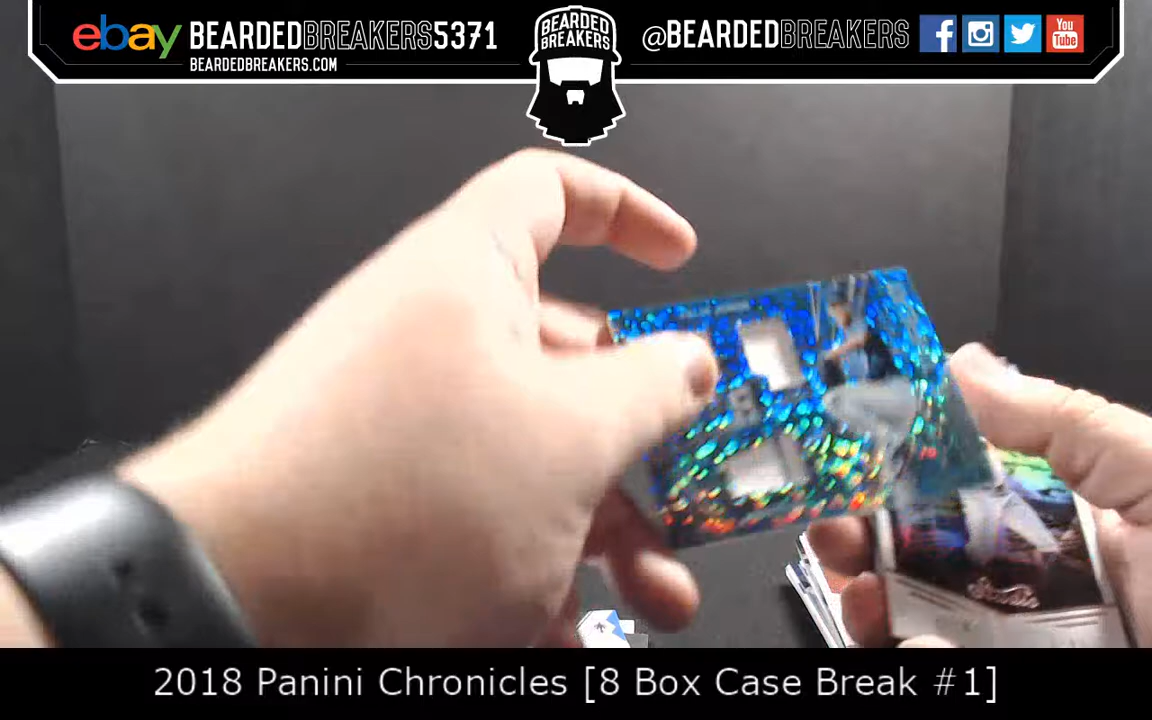 ebay BEARDEDBREAKERS5371
BEARDEDBREAKERS.COM
BEARDED
BREAKERS
@BEARDEDBREAKERS
You
Tube
2018 Panini Chronicles [8 Box Case Break #1]